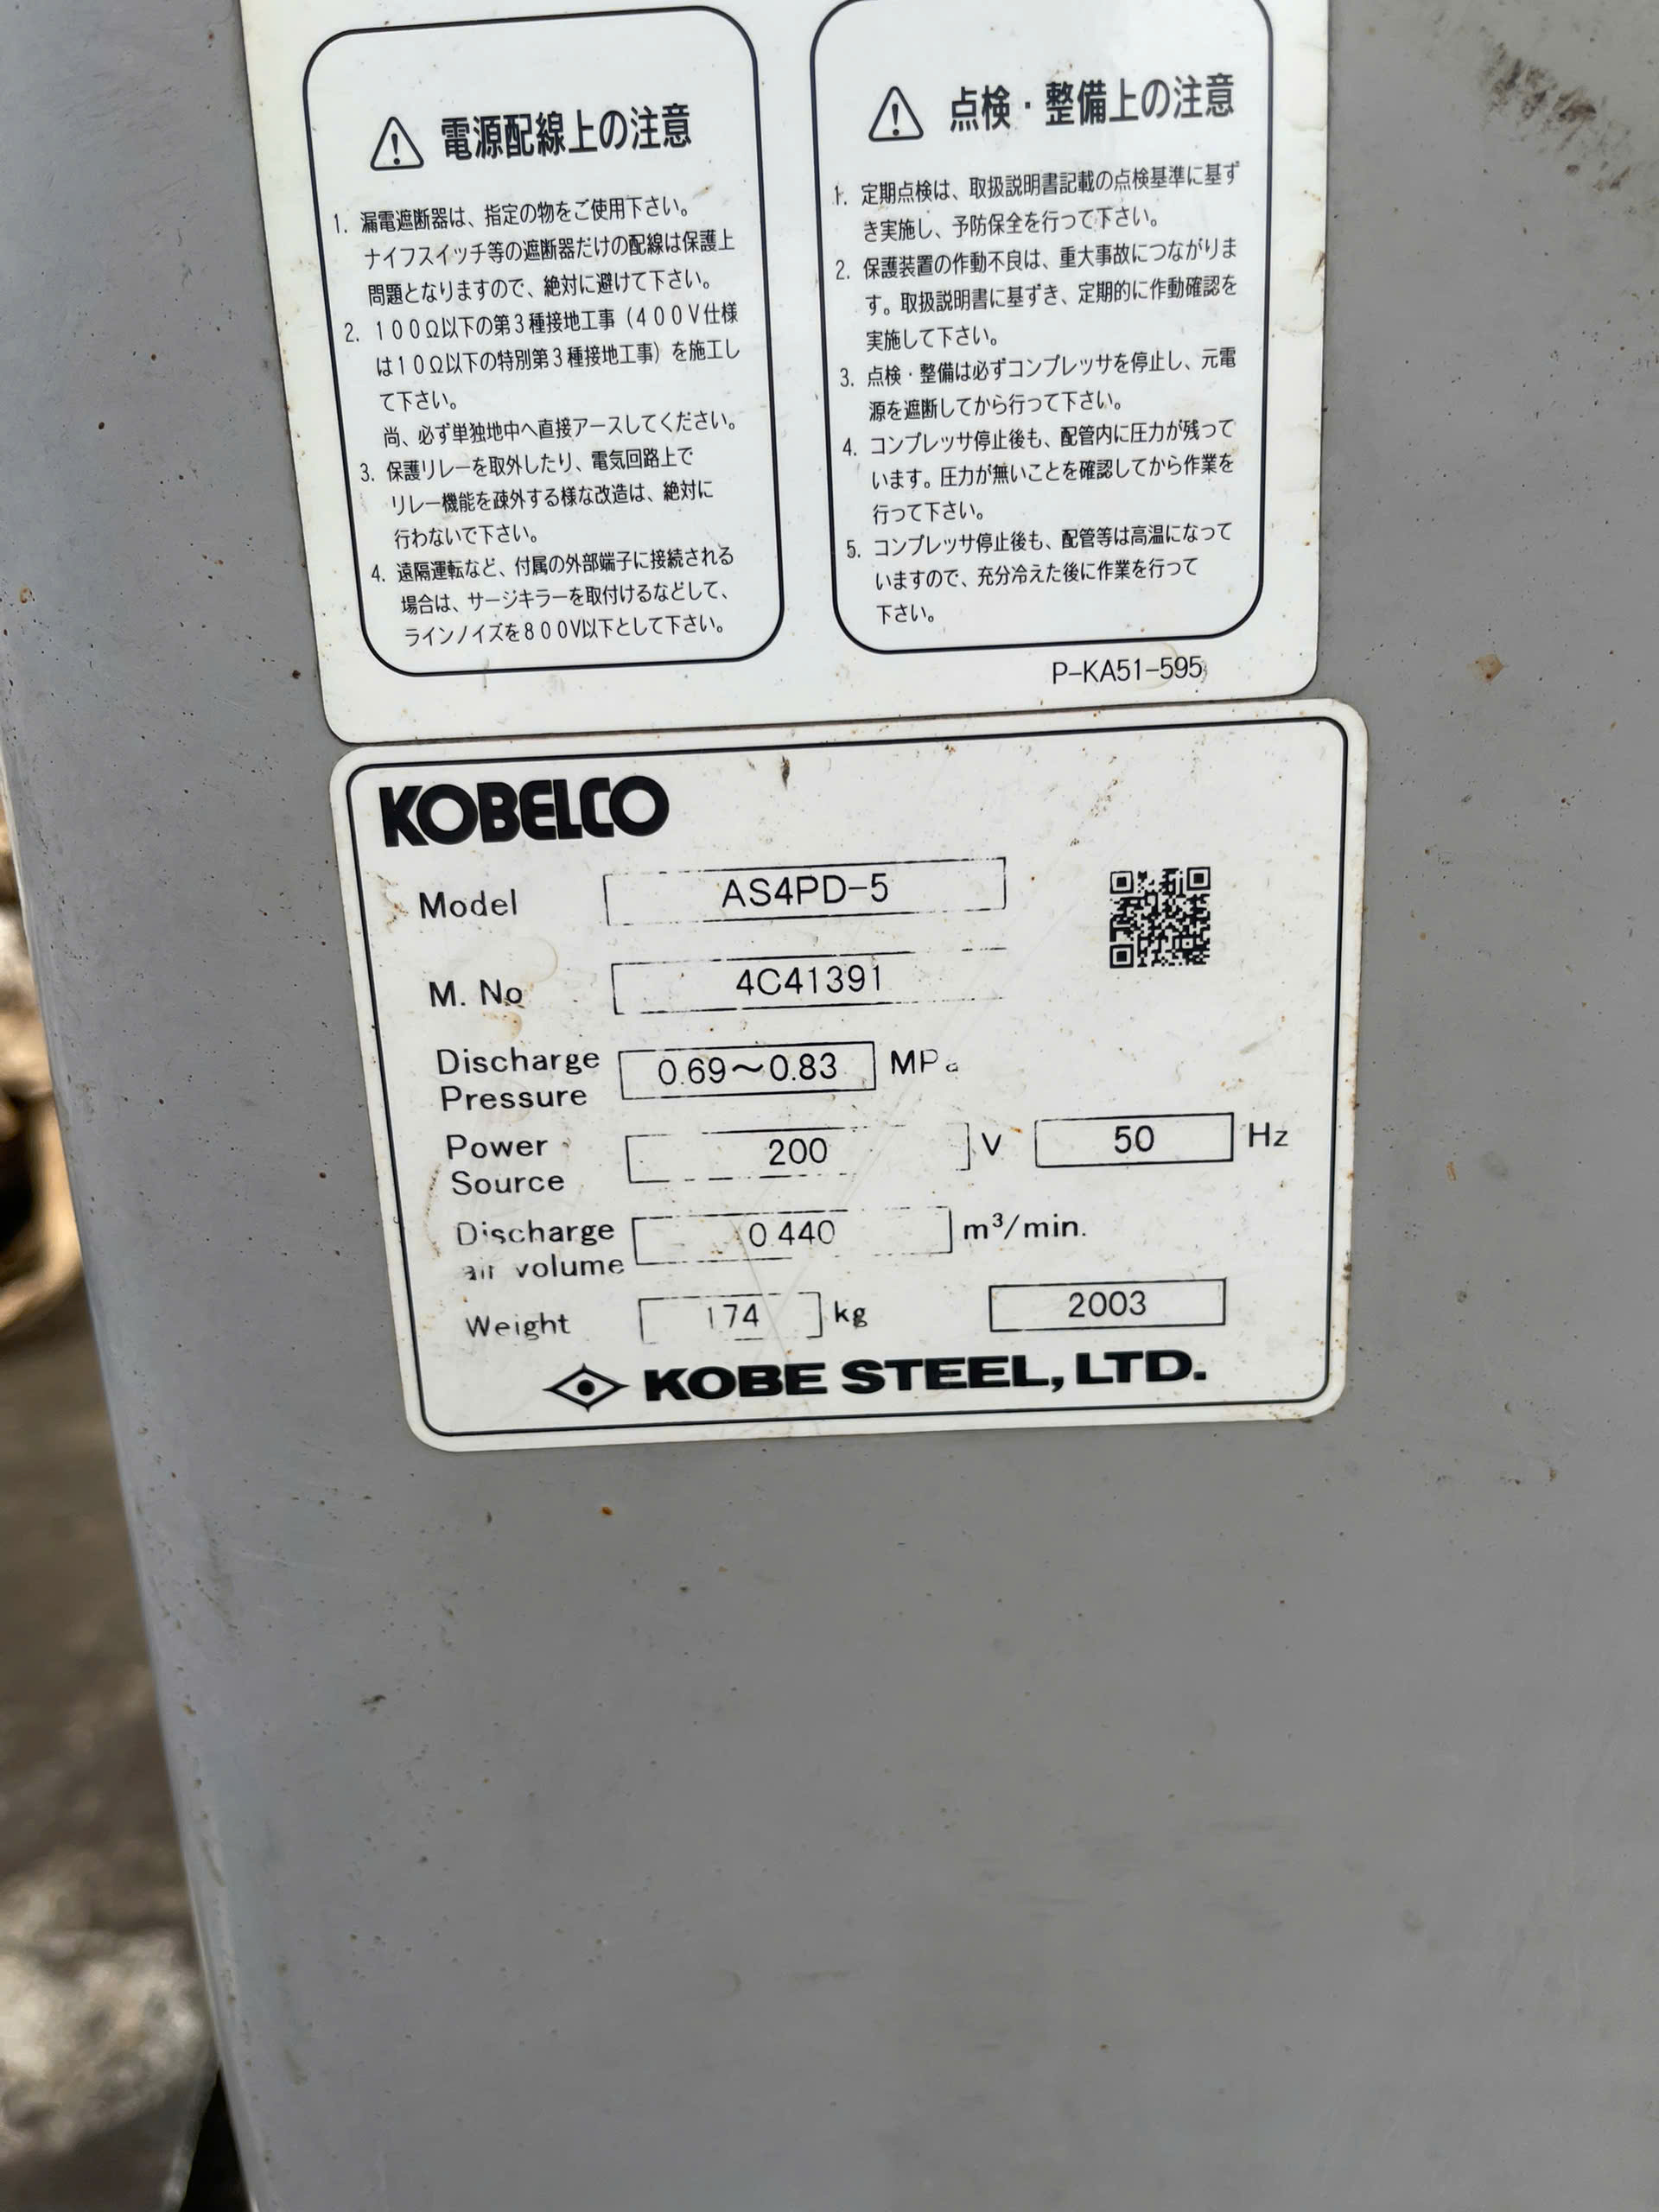 ⚠ 電源配線上の注意
1. 漏電遮断器は、指定の物をご使用下さい。
ナイフスイッチ等の遮断器だけの配線は保護上
問題となりますので、絶対に避けて下さい。
2. 100Ω以下の第3種接地工事（400V仕様
は10Ω以下の特別第3種接地工事）を施工し
て下さい。
尚、必ず単独地中へ直接アースしてください。
3. 保護リレーを取外したり、電気回路上で
リレー機能を疎外する様な改造は、絶対に
行わないで下さい。
4. 遠隔運転など、付属の外部端子に接続される
場合は、サージキラーを取付けるなどして、
ラインノイズを800V以下として下さい。
⚠ 点検・整備上の注意
1. 定期点検は、取扱説明書記載の点検基準に基ず
き実施し、予防保全を行って下さい。
2. 保護装置の作動不良は、重大事故につながりま
す。取扱説明書に基ずき、定期的に作動確認を
実施して下さい。
3. 点検・整備は必ずコンプレッサを停止し、元電
源を遮断してから行って下さい。
4. コンプレッサ停止後も、配管内に圧力が残って
います。圧力が無いことを確認してから作業を
行って下さい。
5. コンプレッサ停止後も、配管等は高温になって
いますので、充分冷えた後に作業を行って
下さい。
P-KA51-595
KOBELCO
Model AS4PD-5
M. No 4C41391
Discharge Pressure 0.69～0.83 MPa
Power Source 200 V 50 Hz
Discharge air volume 0.440 m³/min.
Weight 174 kg 2003
KOBE STEEL, LTD.